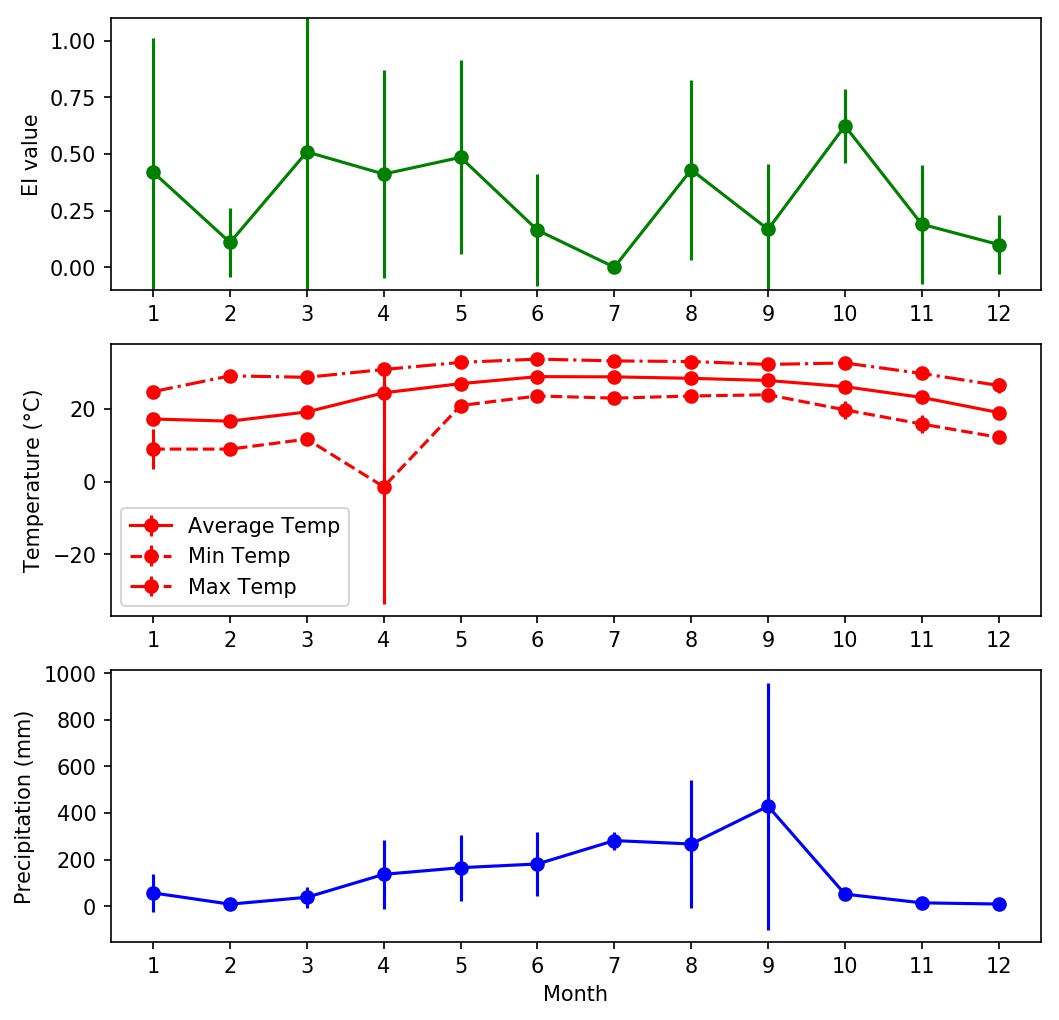 1.00
0.75
0.50
0.25
0.00
EI value
1 2 3 4 5 6 7 8 9 10 11 12
20
0
−20
Temperature (°C)
Average Temp
Min Temp
Max Temp
1 2 3 4 5 6 7 8 9 10 11 12
1000
800
600
400
200
0
Precipitation (mm)
1 2 3 4 5 6 7 8 9 10 11 12
Month